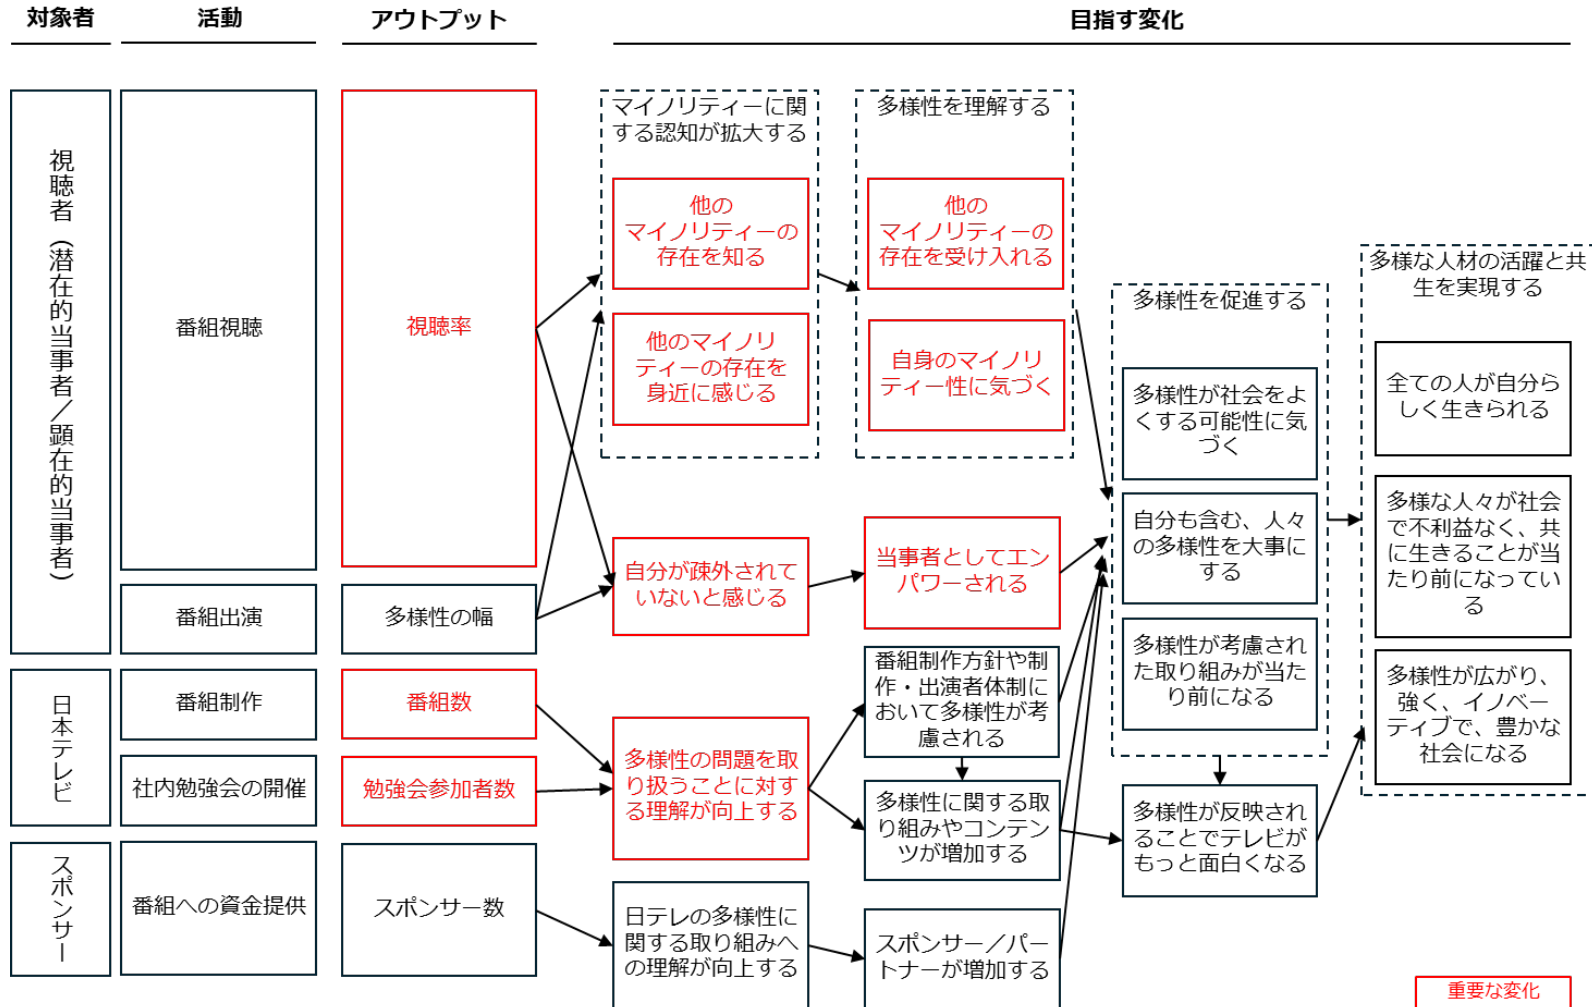 対象者
活動
アウトプット
目指す変化
視聴者（潜在的当事者／顕在的当事者）
番組視聴
視聴率
番組出演
多様性の幅
日本テレビ
番組制作
番組数
社内勉強会の開催
勉強会参加者数
スポンサー
番組への資金提供
スポンサー数
マイノリティーに関
する認知が拡大する
他の
マイノリティーの
存在を知る
他のマイノリ
ティーの存在を
身近に感じる
自分が疎外されて
いないと感じる
多様性の問題を取
り扱うことに対す
る理解が向上する
日テレの多様性に
関する取り組みへ
の理解が向上する
多様性を理解する
他の
マイノリティーの
存在を受け入れる
自身のマイノリ
ティー性に気づく
当事者としてエン
パワーされる
番組制作方針や制
作・出演者体制に
おいて多様性が考
慮される
多様性に関する取
り組みやコンテン
ツが増加する
スポンサー／パー
トナーが増加する
多様性を促進する
多様性が社会をよ
くする可能性に気
づく
自分も含む、人々
の多様性を大事に
する
多様性が考慮され
た取り組みが当た
り前になる
多様性が反映され
ることでテレビが
もっと面白くなる
多様な人材の活躍と共
生を実現する
全ての人が自分ら
しく生きられる
多様な人々が社会
で不利益なく、共
に生きることが当
たり前になってい
る
多様性が広がり、
強く、イノベー
ティブで、豊かな
社会になる
重要な変化